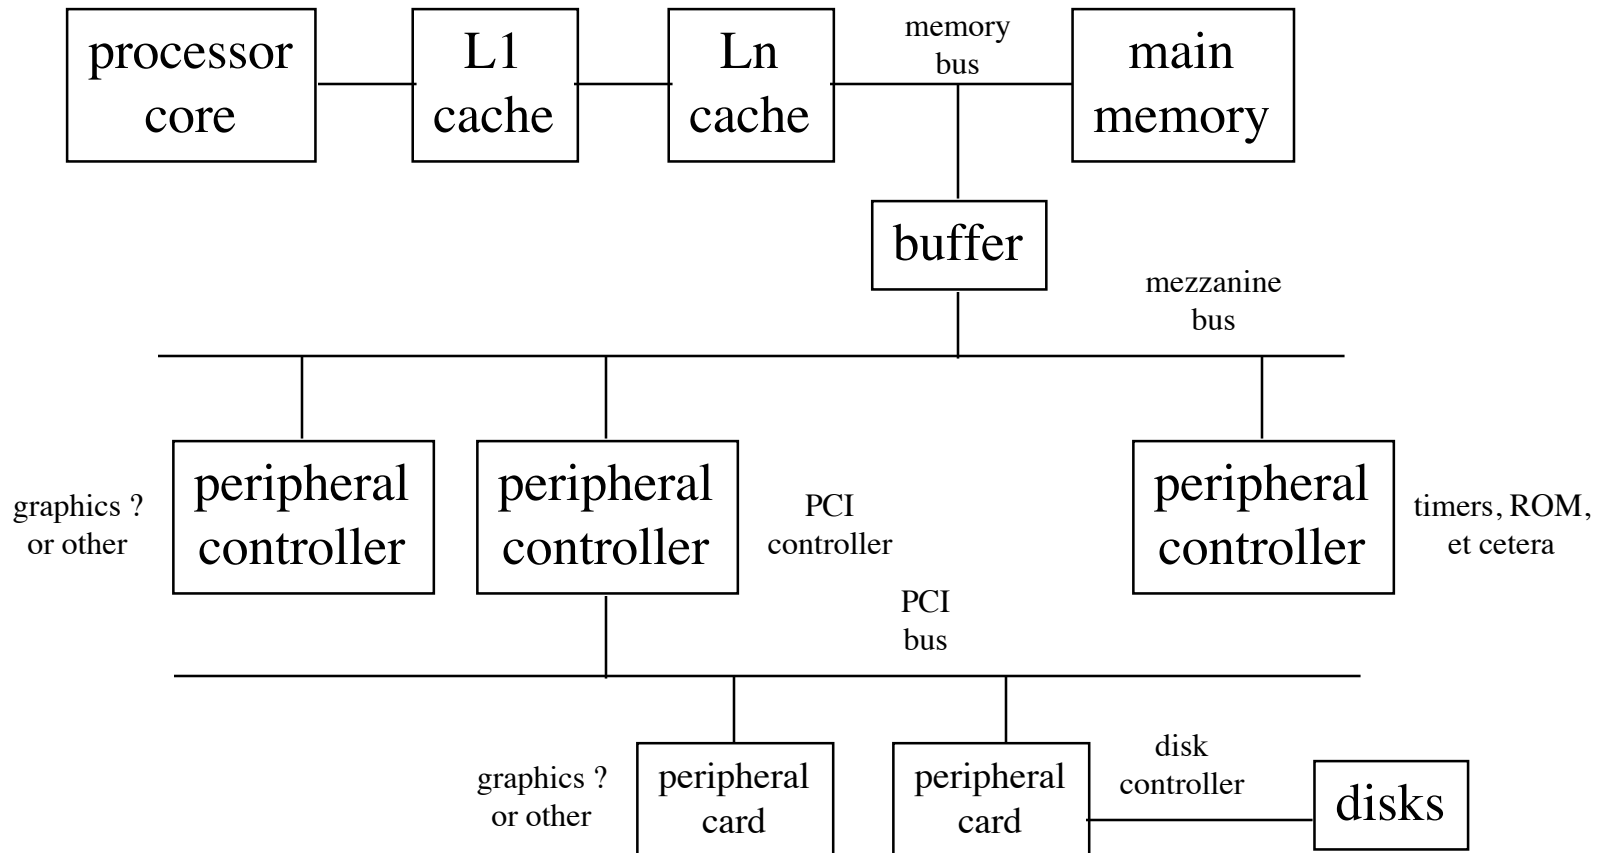 processor
core
L1
cache
Ln
cache
memory
bus
main
memory
buffer
mezzanine
bus
graphics ?
or other
peripheral
controller
peripheral
controller
PCI
controller
peripheral
controller
timers, ROM,
et cetera
PCI
bus
graphics ?
or other
peripheral
card
peripheral
card
disk
controller
disks